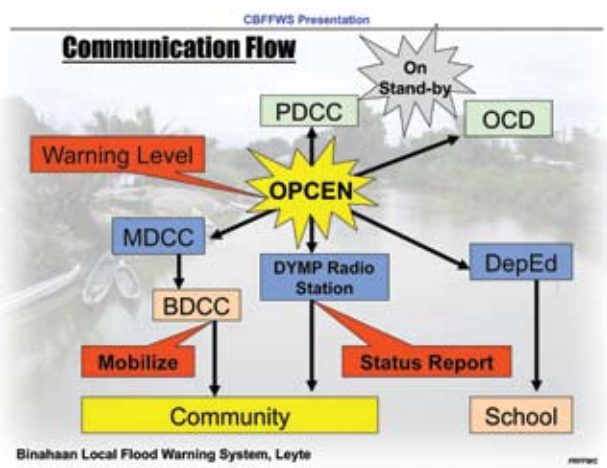 CBFFWS Presentation
Communication Flow
On
Stand-by
PDCC
OCD
Warning Level
OPCEN
MDCC
DYMP Radio
Station
DepEd
BDCC
Mobilize
Status Report
Community
School
Binahaan Local Flood Warning System, Leyte